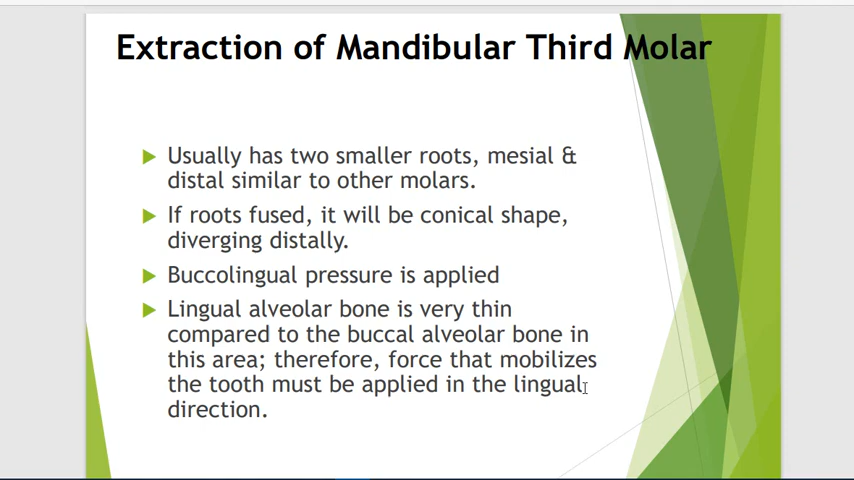 Extraction of Mandibular Third Molar
Usually has two smaller roots, mesial &
distal similar to other molars.
If roots fused, it will be conical shape,
diverging distally.
Buccolingual pressure is applied
Lingual alveolar bone is very thin
compared to the buccal alveolar bone in
this area; therefore, force that mobilizes
the tooth must be applied in the lingual
direction.